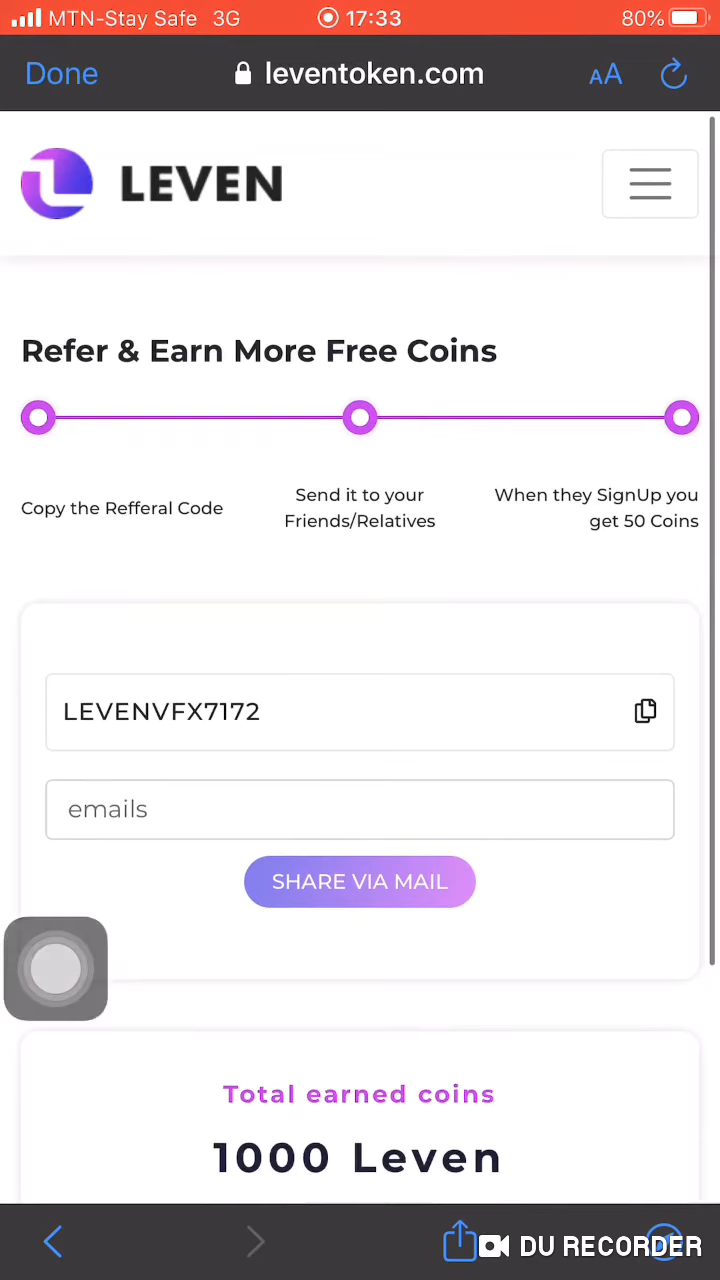 MTN-Stay Safe 3G 17:33 80%
Done leventoken.com AA
LEVEN
Refer & Earn More Free Coins
Copy the Refferal Code
Send it to your
Friends/Relatives
When they SignUp you
get 50 Coins
LEVENVFX7172
emails
SHARE VIA MAIL
Total earned coins
1000 Leven
DU RECORDER